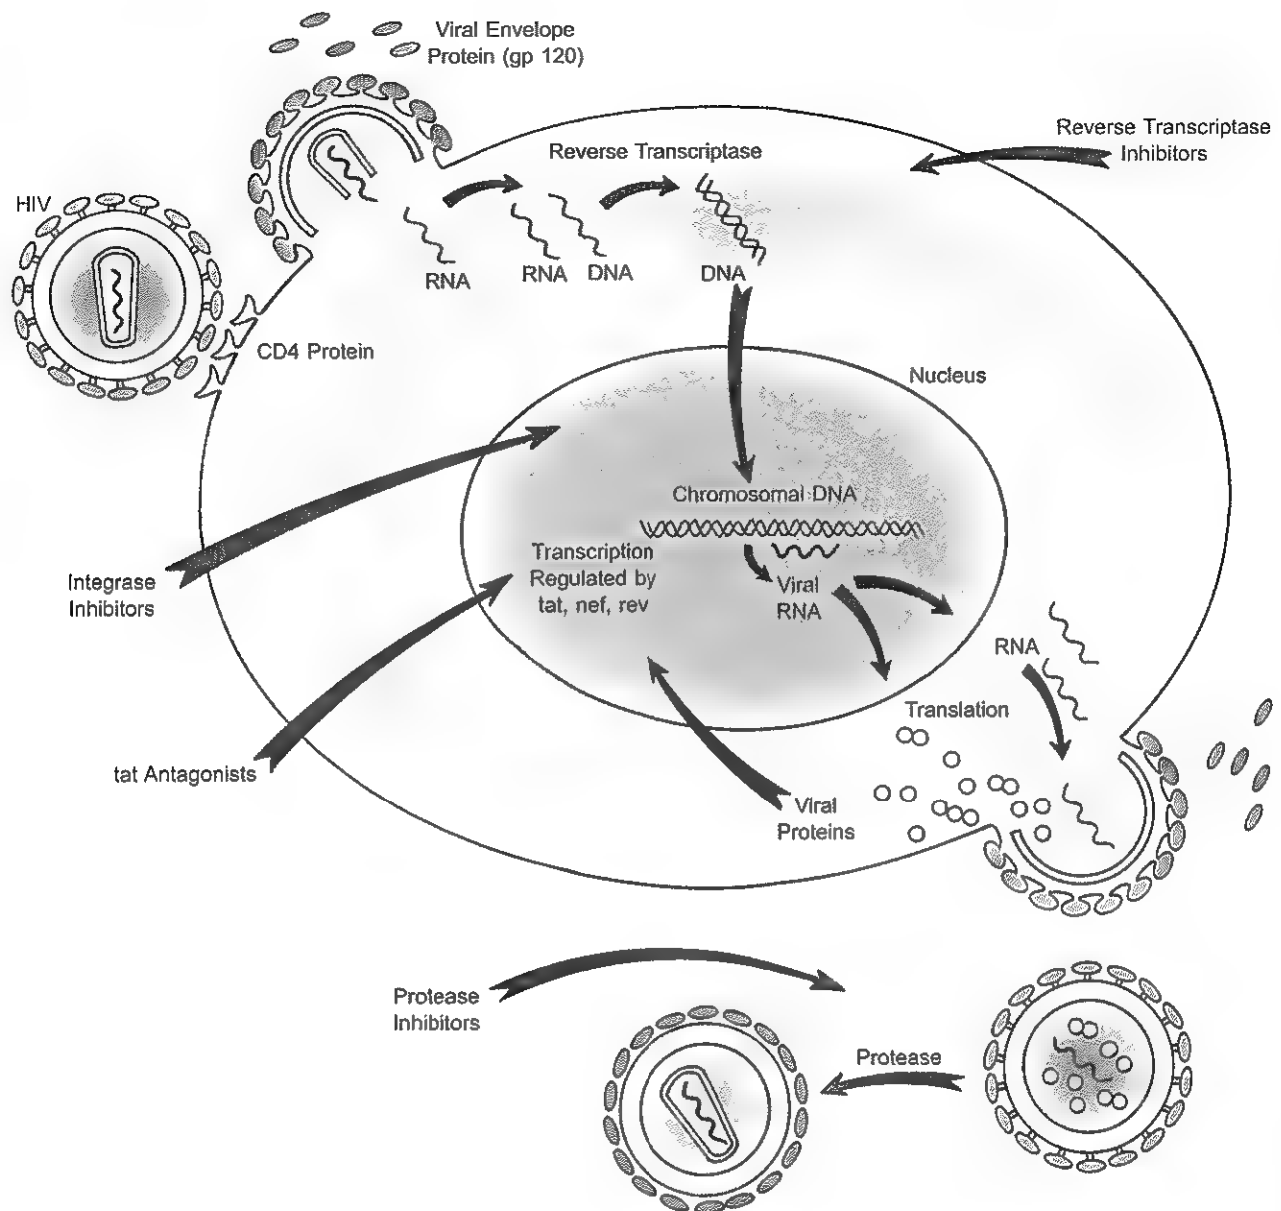 Viral Envelope
Protein (gp 120)
Reverse Transcriptase
Inhibitors
Reverse Transcriptase
HIV
RNA
RNA
DNA
DNA
CD4 Protein
Nucleus
Chromosomal DNA
Transcription
Regulated by
tat, nef, rev
Viral
RNA
Integrase
Inhibitors
RNA
Translation
tat Antagonists
Viral
Proteins
Protease
Inhibitors
Protease